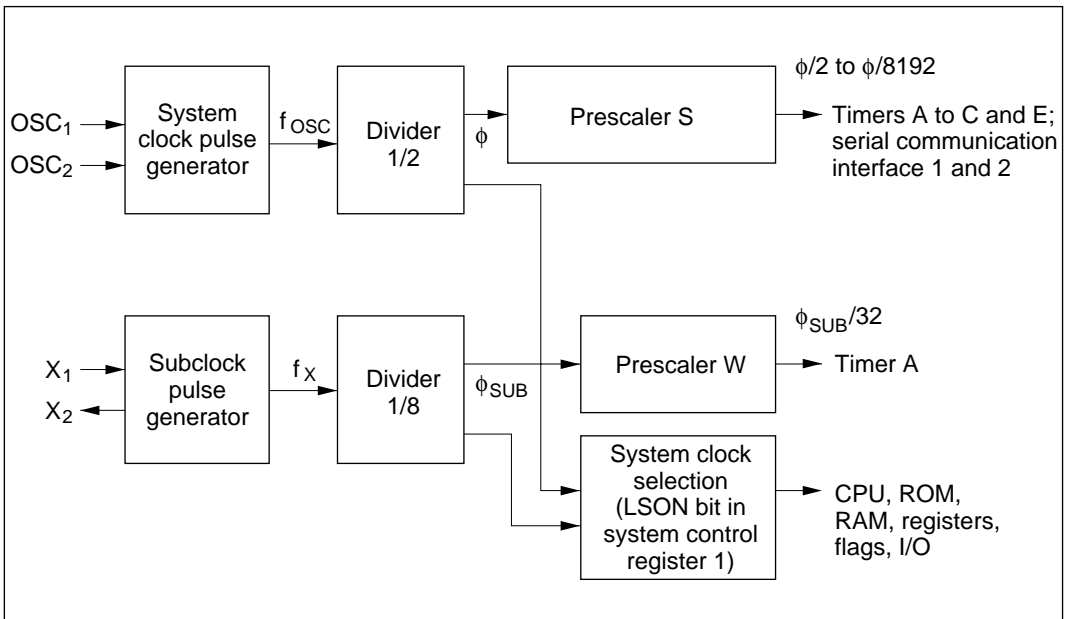 OSC1
OSC2
System
clock pulse
generator
fOSC
Divider
1/2
ϕ
Prescaler S
ϕ/2 to ϕ/8192
Timers A to C and E;
serial communication
interface 1 and 2
X1
X2
Subclock
pulse
generator
fX
Divider
1/8
ϕSUB
Prescaler W
ϕSUB/32
Timer A
System clock
selection
(LSON bit in
system control
register 1)
CPU, ROM,
RAM, registers,
flags, I/O